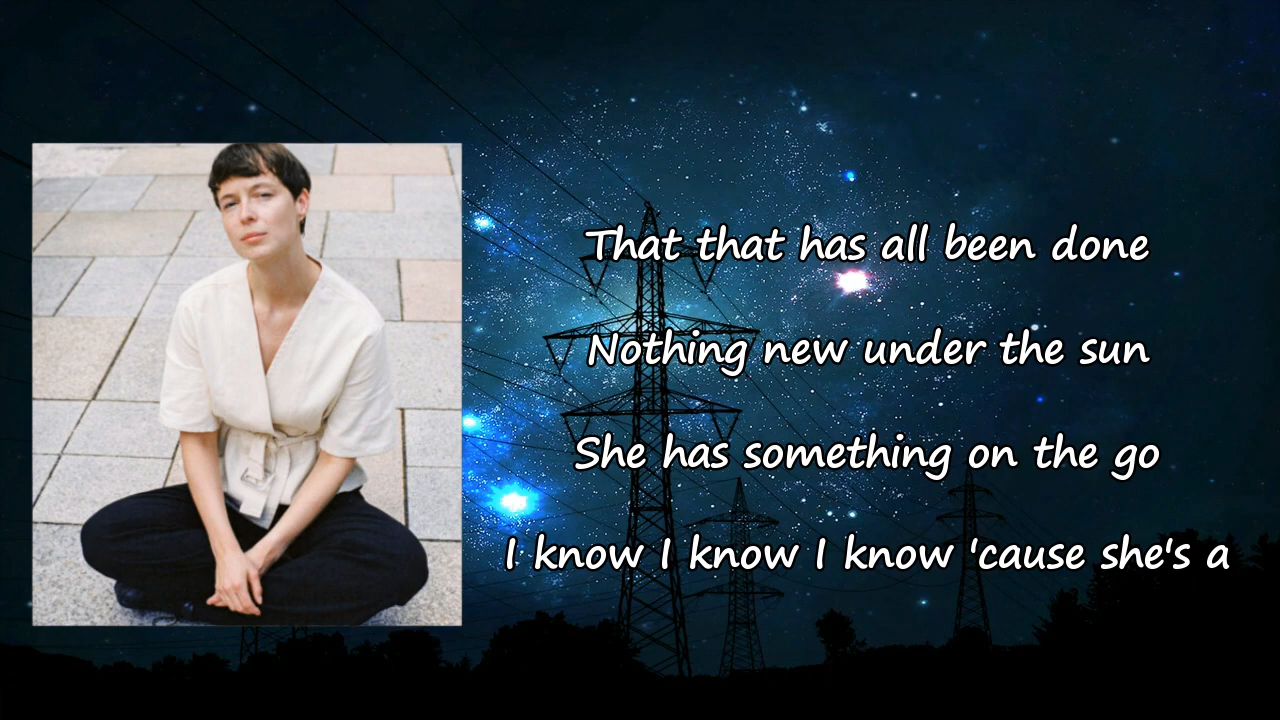 That that has all been done
Nothing new under the sun
She has something on the go
I know I know I know 'cause she's a